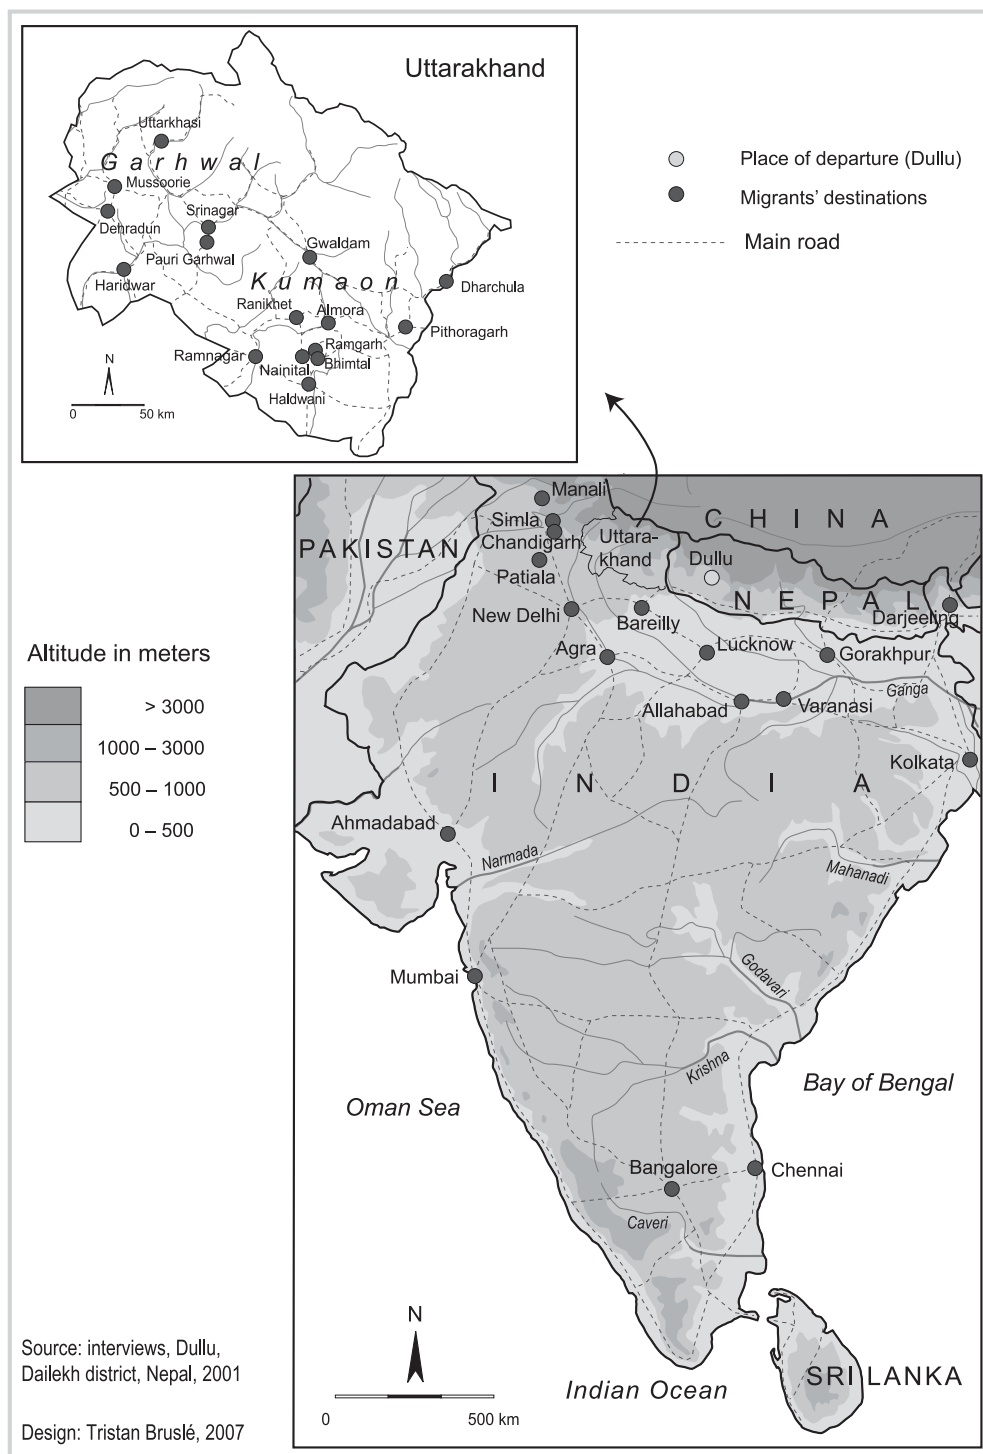 Uttarakhand
Uttarkhasi
Garhwal
Mussoorie
Srinagar
Dehradun
Gwaldam
Pauri Garhwal
Kumaon
Haridwar
Dharchula
Ranikhet
Almora
Pithoragarh
Ramgarh
Ramnagar
Bhimtal
Nainital
Haldwani
N
0 50 km
Place of departure (Dullu)
Migrants' destinations
Main road
Manali
CHINA
Simla
PAKISTAN
Chandigarh
Uttara-
khand
Dullu
Patiala
NEPAL
New Delhi
Bareilly
Darjeeling
Agra
Lucknow
Gorakhpur
Ganga
Allahabad
Varanasi
Kolkata
INDIA
Ahmadabad
Narmada
Mahanadi
Mumbai
Godavari
Krishna
Bay of Bengal
Oman Sea
Bangalore
Chennai
Caveri
N
SRI LANKA
Indian Ocean
0 500 km
Altitude in meters
> 3000
1000 – 3000
500 – 1000
0 – 500
Source: interviews, Dullu,
Dailekh district, Nepal, 2001
Design: Tristan Bruslé, 2007